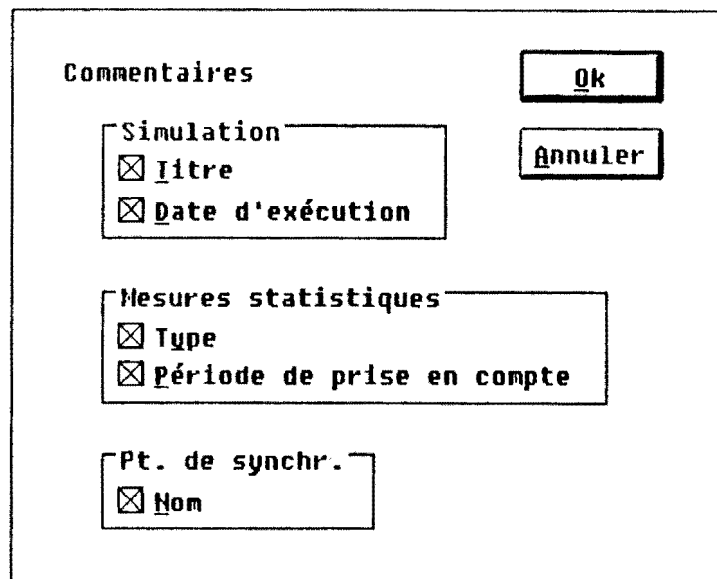 Commentaires
Ok
Simulation
Annuler
Titre
Date d'exécution
Mesures statistiques
Type
Période de prise en compte
Pt. de synchr.
Nom